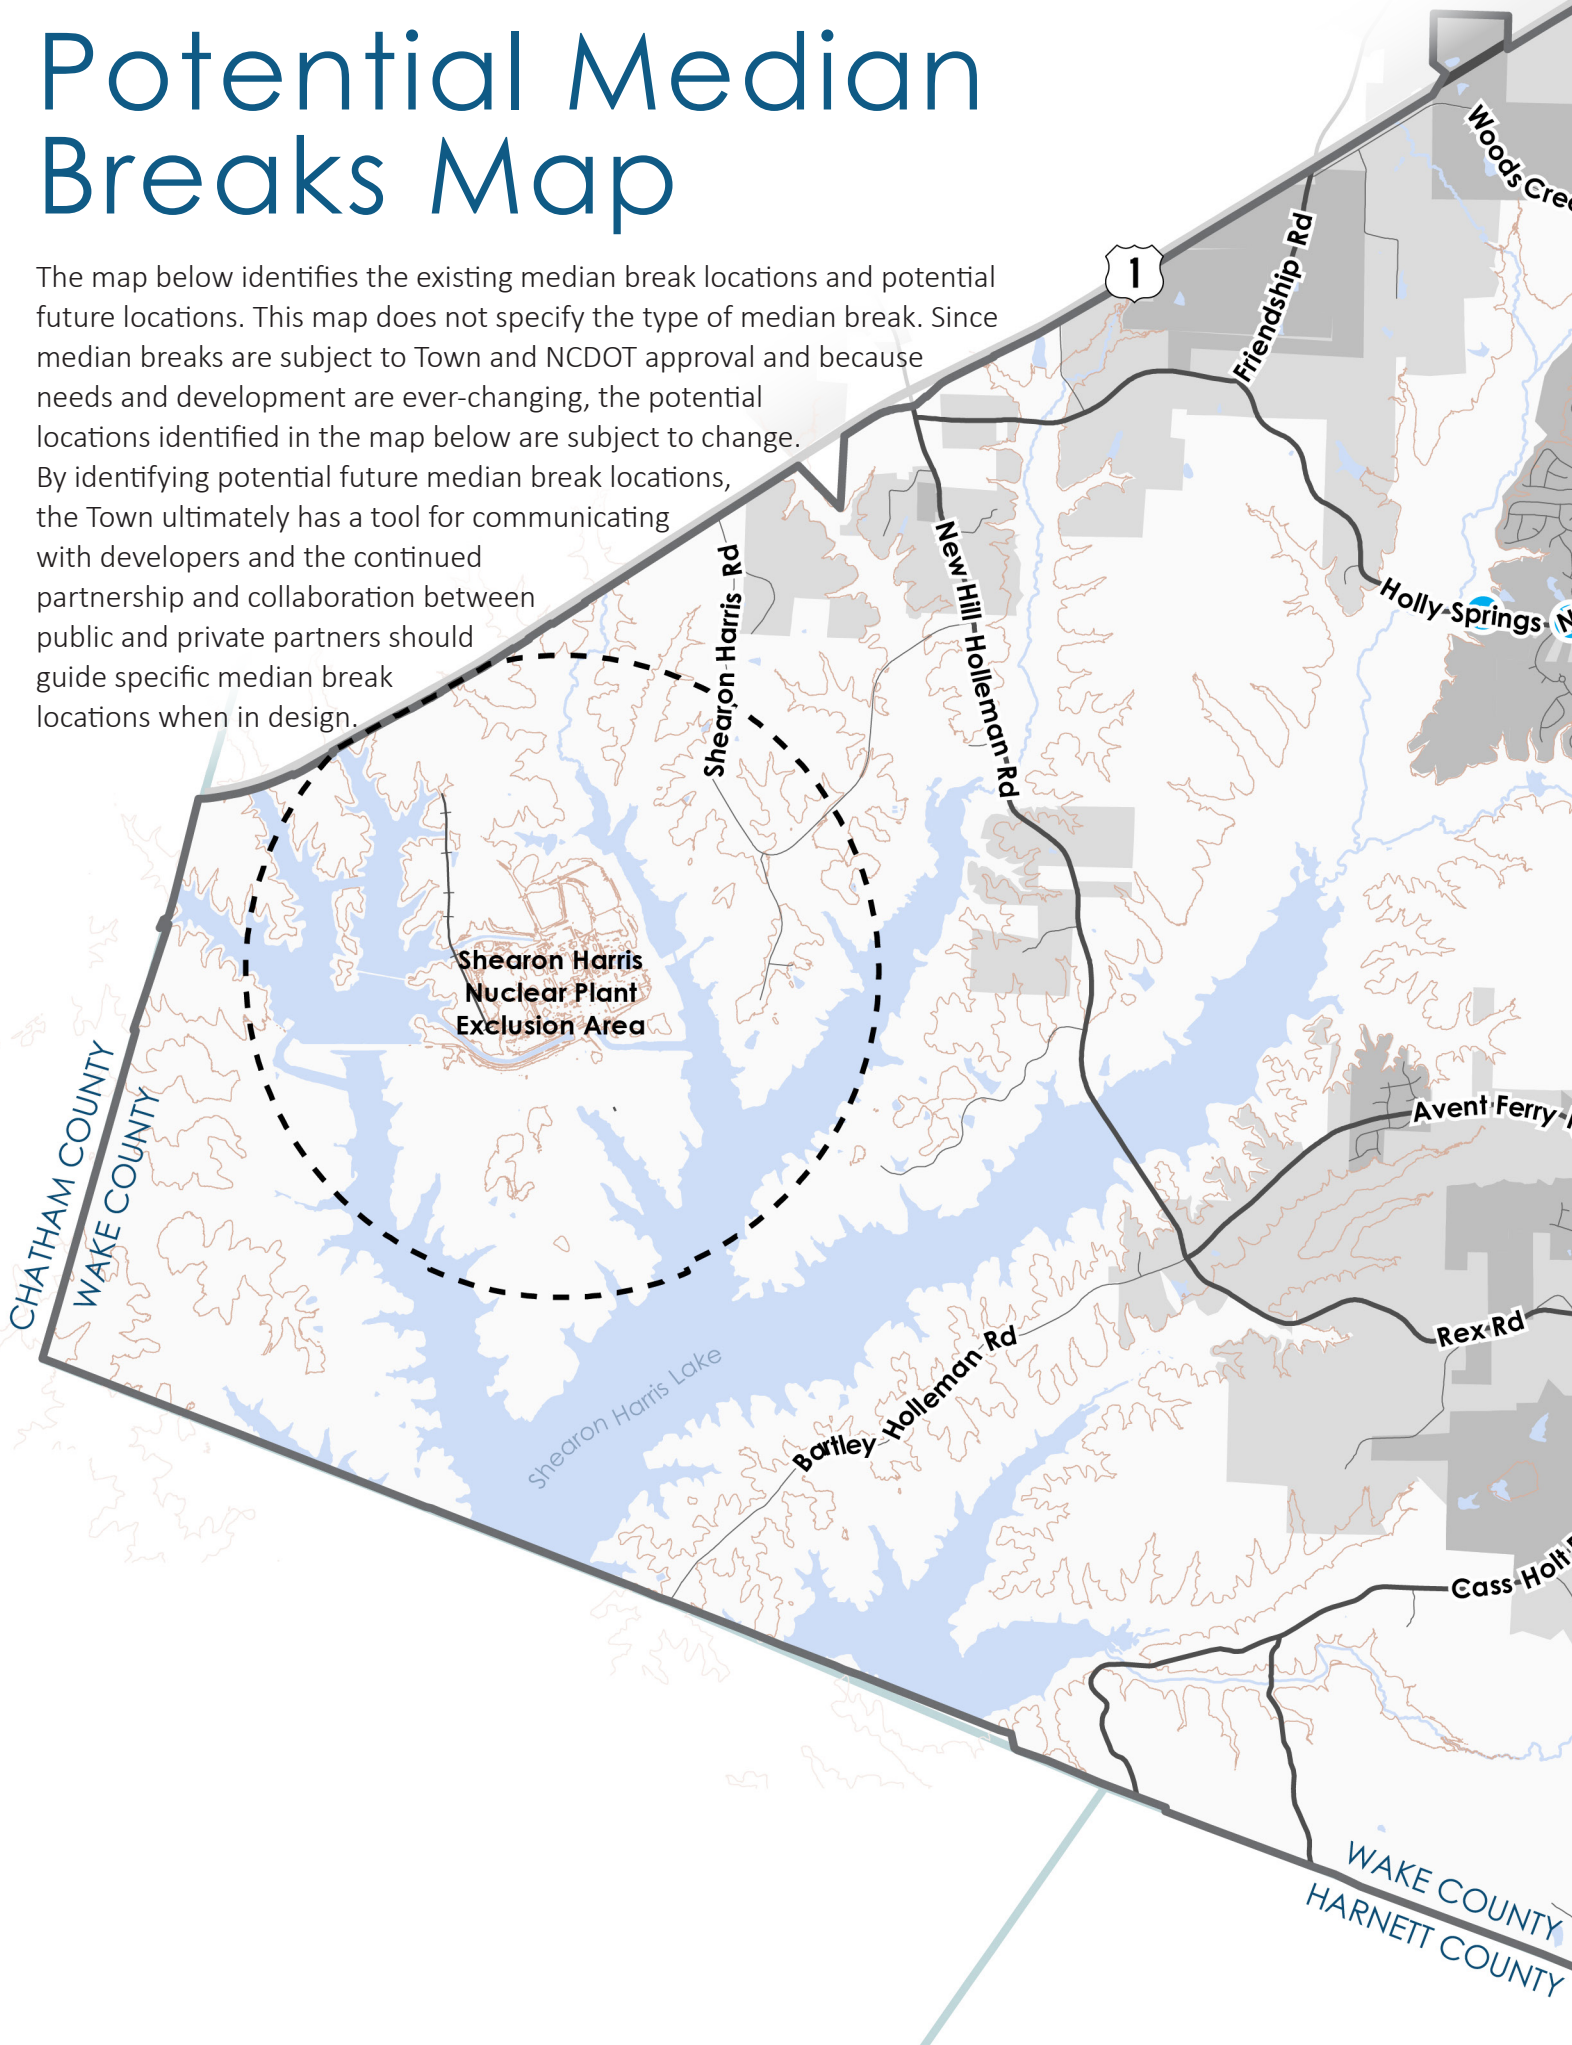 Potential Median
Breaks Map
The map below identifies the existing median break locations and potential
future locations. This map does not specify the type of median break. Since
median breaks are subject to Town and NCDOT approval and because
needs and development are ever-changing, the potential
locations identified in the map below are subject to change.
By identifying potential future median break locations,
the Town ultimately has a tool for communicating
with developers and the continued
partnership and collaboration between
public and private partners should
guide specific median break
locations when in design.
Woods
1
Friendship Rd
New Hill Holleman Rd
Shearon Harris Rd
Holly Springs
Shearon Harris
Nuclear Plant
Exclusion Area
CHATHAM COUNTY
WAKE COUNTY
Avent Ferry
Rex Rd
Bartley Holleman Rd
Shearon Harris Lake
Cass Holt
WAKE COUNTY
HARNETT COUNTY